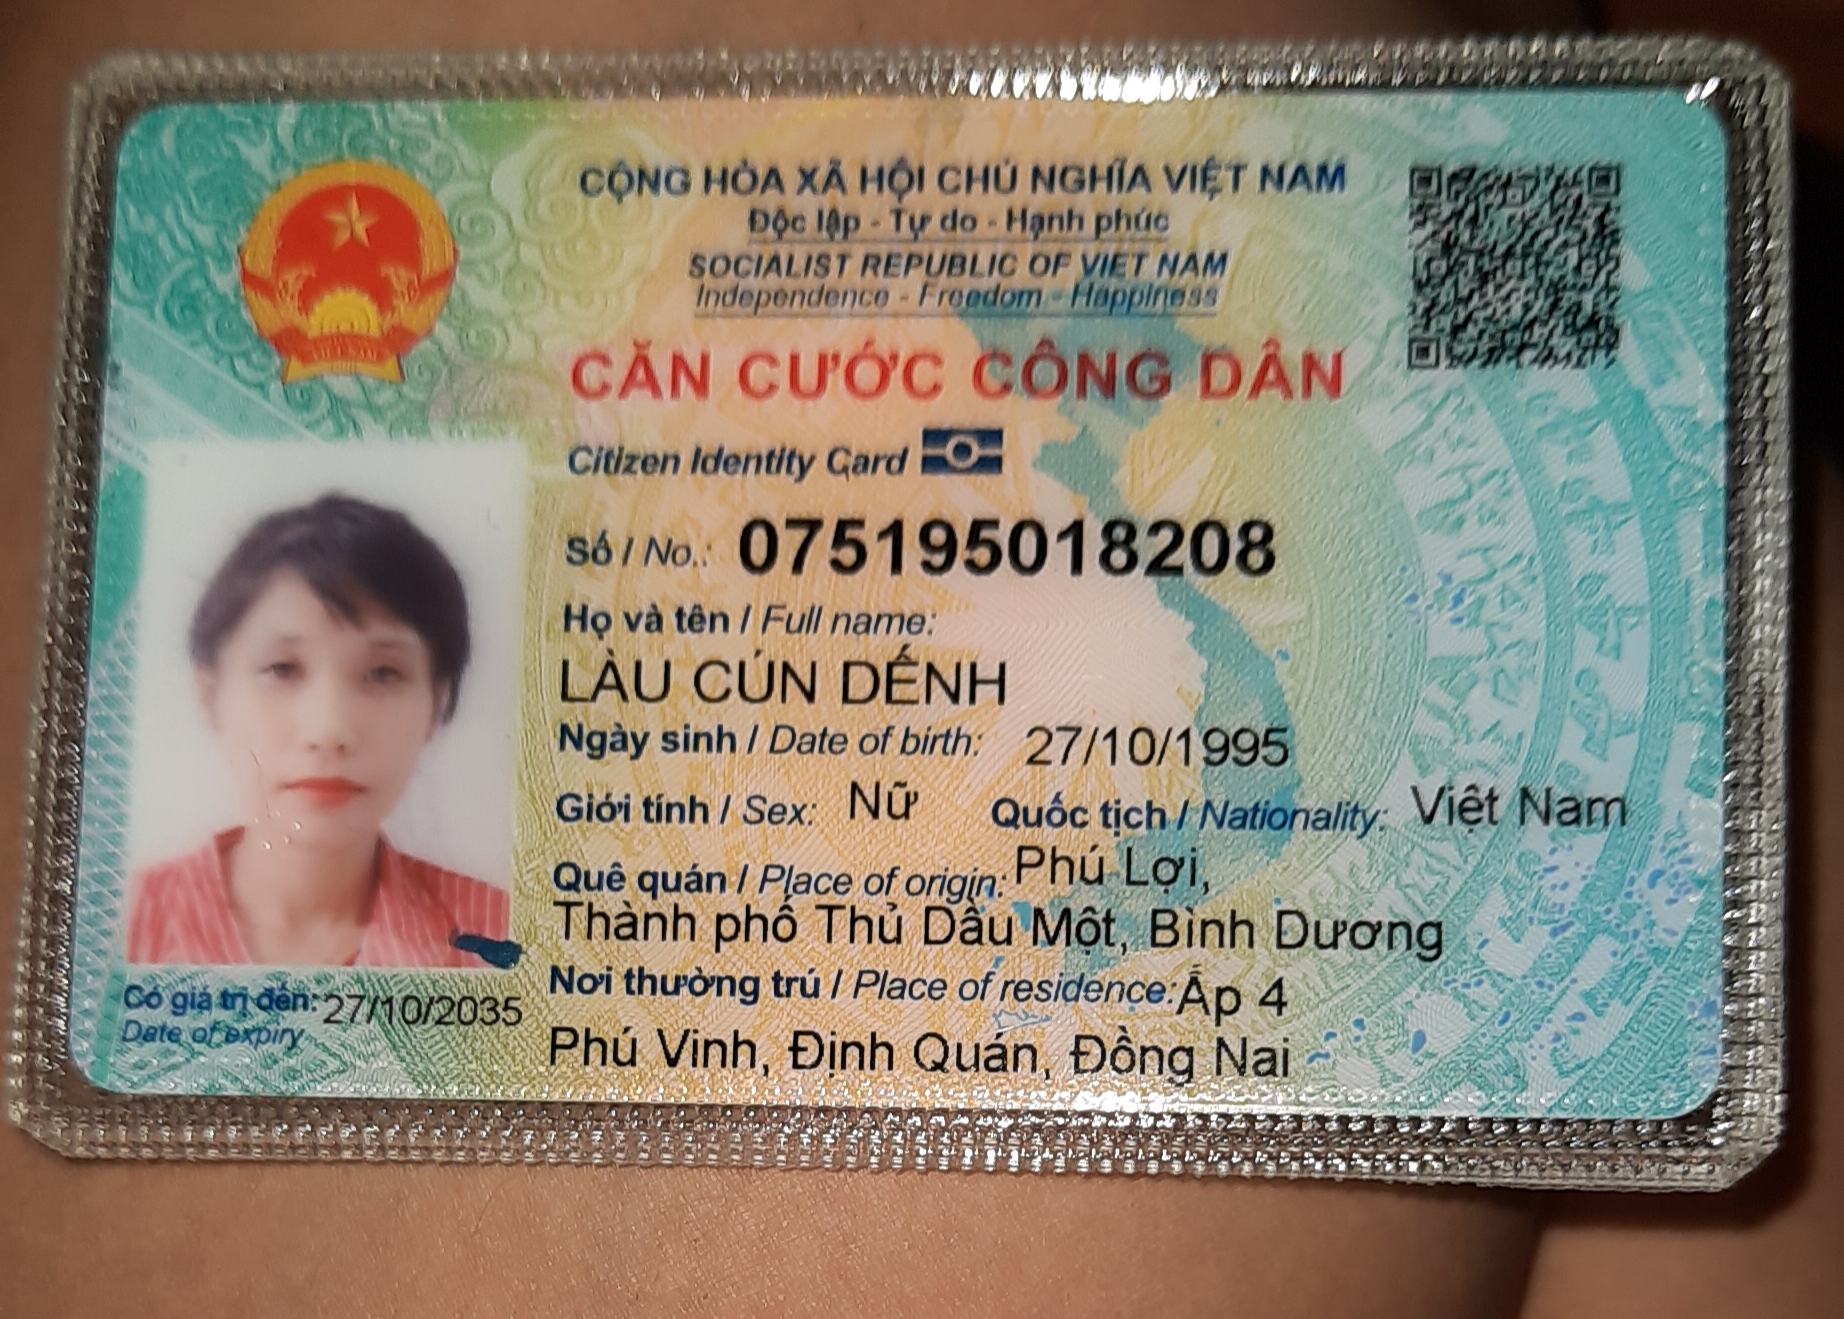 CỘNG HÒA XÃ HỘI CHỦ NGHĨA VIỆT NAM
Độc lập - Tự do - Hạnh phúc
SOCIALIST REPUBLIC OF VIET NAM
Independence - Freedom - Happiness
CĂN CƯỚC CÔNG DÂN
Citizen Identity Card
Số / No.: 075195018208
Họ và tên / Full name:
LÀU CÚN DẾNH
Ngày sinh / Date of birth: 27/10/1995
Giới tính / Sex: Nữ Quốc tịch / Nationality: Việt Nam
Quê quán / Place of origin: Phú Lợi,
Thành phố Thủ Dầu Một, Bình Dương
Nơi thường trú / Place of residence: Ấp 4
Phú Vinh, Định Quán, Đồng Nai
Có giá trị đến: 27/10/2035
Date of expiry